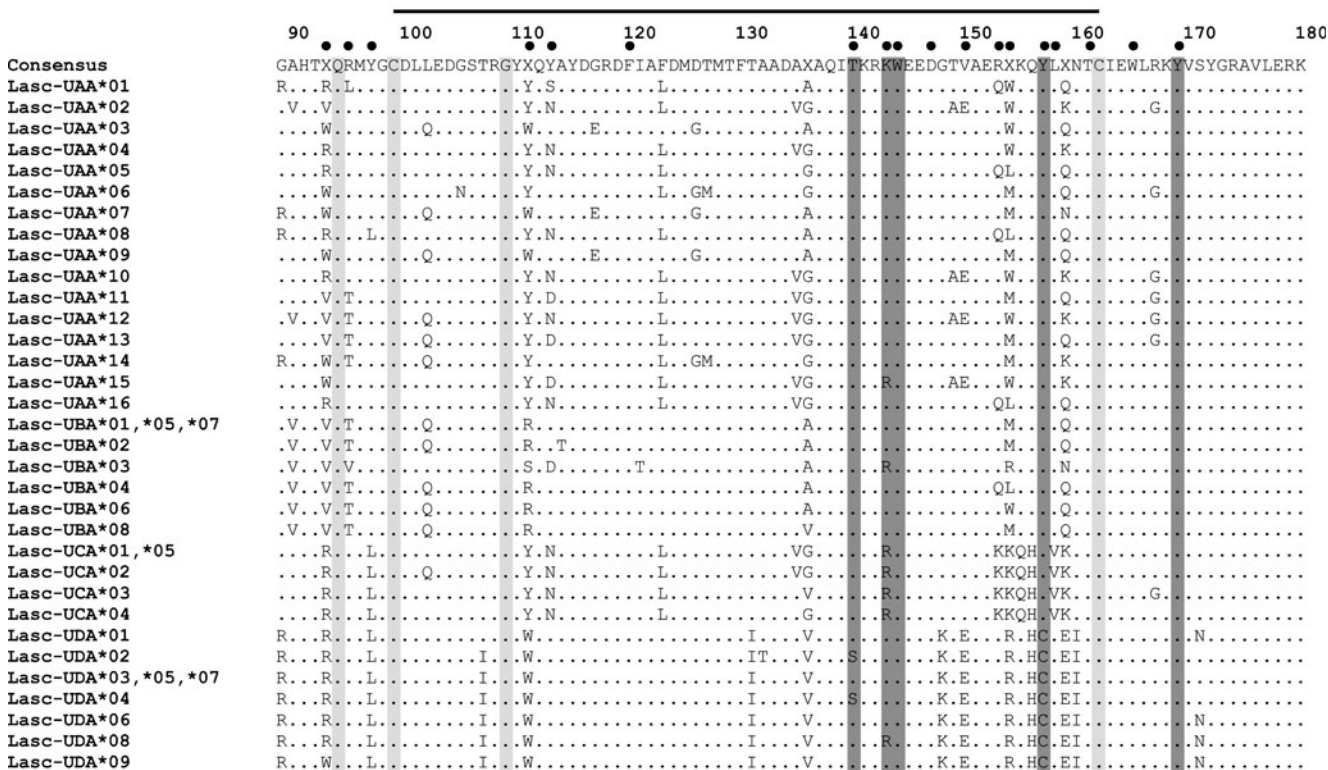 90 100 110 120 130 140 150 160 170 180
Consensus GAHTXQRMYGCDLLEDGSTRGYXQYAYDGRDFIAFDMDTMTFTAADAXAQITKRKWEEDGTVAERXKQYLXNTCIEWLRKYVSYGRAVLERK
Lasc-UAA*01 R...R.L...............Y.S.........L............A................QW....Q.....................
Lasc-UAA*02 .V..V.................Y.N.........L...........VG............AE...W....K.......G.............
Lasc-UAA*03 ....W........Q........W.....E........G.........A.................W....Q.....................
Lasc-UAA*04 ....W.................Y.N.........L...........VG.................W....K.....................
Lasc-UAA*05 ....R.................Y.N.........L............G................QL....Q.....................
Lasc-UAA*06 ....W...........N.....Y...........L..GM........G.................M....Q.......G.............
Lasc-UAA*07 R...W........Q........W.....E........G.........A.................M....N.....................
Lasc-UAA*08 R...R...L.............Y.N.........L............A................QL....Q.....................
Lasc-UAA*09 ....W........Q........W.....E........G.........A.................W....Q.....................
Lasc-UAA*10 ....R.................Y.N.........L...........VG............AE...W....K.......G.............
Lasc-UAA*11 ....V.T...............Y.D.........L...........VG.................M....Q.......G.............
Lasc-UAA*12 .V..V.T......Q........Y.N.........L...........VG............AE...W....K.......G.............
Lasc-UAA*13 ....V.T......Q........Y.D.........L...........VG.................M....Q.......G.............
Lasc-UAA*14 R...W.T......Q........Y...........L..GM........G.................M....K.....................
Lasc-UAA*15 ....W.................Y.D.........L...........VG......R.....AE...W....K.....................
Lasc-UAA*16 ....R.................Y.N.........L...........VG................QL....Q.....................
Lasc-UBA*01,*05,*07 .V..V.T......Q........R........................A.................M....Q.....................
Lasc-UBA*02 .V..V.T......Q........R..T.....................A.................M....Q.....................
Lasc-UBA*03 .V..V.V...............S.D.......T..............A......R..........R....N.....................
Lasc-UBA*04 .V..V.T......Q........R........................A................QL....Q.....................
Lasc-UBA*06 .V..V.T......Q........R........................A.................W....Q.....................
Lasc-UBA*08 .V..V.T......Q........R........................V.................M....Q.....................
Lasc-UCA*01,*05 ....R...L.............Y.N.........L...........VG......R.........KKQH.VK.....................
Lasc-UCA*02 ....R...L....Q........Y.N.........L...........VG......R.........KKQH.VK.....................
Lasc-UCA*03 ....R...L.............Y.N.........L............V......R.........KKQH.VK.......G.............
Lasc-UCA*04 ....R...L.............Y.N.........L............G......R.........KKQH.VK.....................
Lasc-UDA*01 R...R...L.............W...................I....V...........K.E...R.HC.EI..........N.........
Lasc-UDA*02 R...R...L.........I...W...................IT...V...S.......K.E...R.HC.EI....................
Lasc-UDA*03,*05,*07 R...R...L.........I...W...................I....V...........K.E...R.HC.EI....................
Lasc-UDA*04 R...R...L.........I...W...................I....V...S.......K.E...R.HC.EI....................
Lasc-UDA*06 R...R...L.........I...W...................I....V...........K.E...R.HC.EI..........N.........
Lasc-UDA*08 R...R...L.........I...W...................I....V......R....K.E...R.HC.EI..........N.........
Lasc-UDA*09 R...W...L.........I...W...................I....V...........K.E...R.HC.EI....................